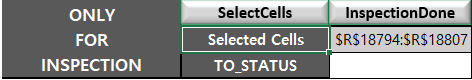 ONLY SelectCells InspectionDone
FOR Selected Cells $R$18794:$R$18807
INSPECTION TO_STATUS